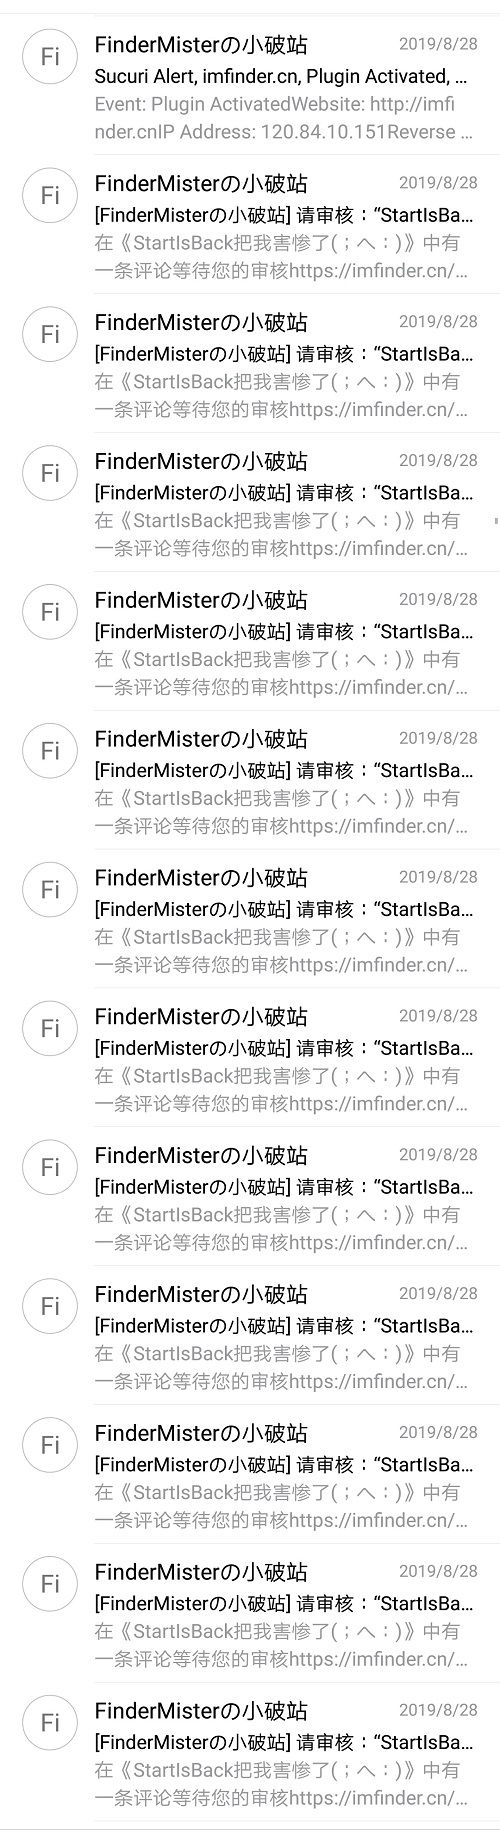 Fi
FinderMisterの小破站
2019/8/28
Sucuri Alert, imfinder.cn, Plugin Activated, ...
Event: Plugin ActivatedWebsite: http://imfi
nder.cnIP Address: 120.84.10.151Reverse ...
Fi
FinderMisterの小破站
2019/8/28
[FinderMisterの小破站] 请审核：“StartIsBa...
在《StartIsBack把我害惨了(；へ：)》中有
一条评论等待您的审核https://imfinder.cn/...
Fi
FinderMisterの小破站
2019/8/28
[FinderMisterの小破站] 请审核：“StartIsBa...
在《StartIsBack把我害惨了(；へ：)》中有
一条评论等待您的审核https://imfinder.cn/...
Fi
FinderMisterの小破站
2019/8/28
[FinderMisterの小破站] 请审核：“StartIsBa...
在《StartIsBack把我害惨了(；へ：)》中有
一条评论等待您的审核https://imfinder.cn/...
Fi
FinderMisterの小破站
2019/8/28
[FinderMisterの小破站] 请审核：“StartIsBa...
在《StartIsBack把我害惨了(；へ：)》中有
一条评论等待您的审核https://imfinder.cn/...
Fi
FinderMisterの小破站
2019/8/28
[FinderMisterの小破站] 请审核：“StartIsBa...
在《StartIsBack把我害惨了(；へ：)》中有
一条评论等待您的审核https://imfinder.cn/...
Fi
FinderMisterの小破站
2019/8/28
[FinderMisterの小破站] 请审核：“StartIsBa...
在《StartIsBack把我害惨了(；へ：)》中有
一条评论等待您的审核https://imfinder.cn/...
Fi
FinderMisterの小破站
2019/8/28
[FinderMisterの小破站] 请审核：“StartIsBa...
在《StartIsBack把我害惨了(；へ：)》中有
一条评论等待您的审核https://imfinder.cn/...
Fi
FinderMisterの小破站
2019/8/28
[FinderMisterの小破站] 请审核：“StartIsBa...
在《StartIsBack把我害惨了(；へ：)》中有
一条评论等待您的审核https://imfinder.cn/...
Fi
FinderMisterの小破站
2019/8/28
[FinderMisterの小破站] 请审核：“StartIsBa...
在《StartIsBack把我害惨了(；へ：)》中有
一条评论等待您的审核https://imfinder.cn/...
Fi
FinderMisterの小破站
2019/8/28
[FinderMisterの小破站] 请审核：“StartIsBa...
在《StartIsBack把我害惨了(；へ：)》中有
一条评论等待您的审核https://imfinder.cn/...
Fi
FinderMisterの小破站
2019/8/28
[FinderMisterの小破站] 请审核：“StartIsBa...
在《StartIsBack把我害惨了(；へ：)》中有
一条评论等待您的审核https://imfinder.cn/...
Fi
FinderMisterの小破站
2019/8/28
[FinderMisterの小破站] 请审核：“StartIsBa...
在《StartIsBack把我害惨了(；へ：)》中有
一条评论等待您的审核https://imfinder.cn/...